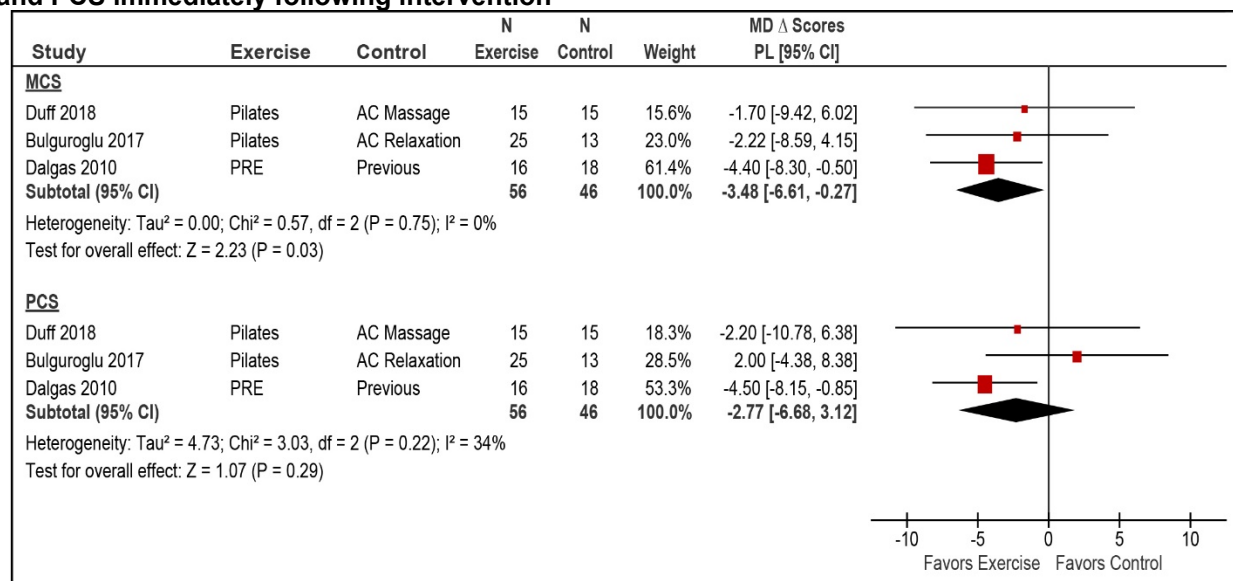 and PCS immediately following intervention
N N MD Δ Scores
Study Exercise Control Exercise Control Weight PL [95% CI]
MCS
Duff 2018 Pilates AC Massage 15 15 15.6% -1.70 [-9.42, 6.02]
Bulguroglu 2017 Pilates AC Relaxation 25 13 23.0% -2.22 [-8.59, 4.15]
Dalgas 2010 PRE Previous 16 18 61.4% -4.40 [-8.30, -0.50]
Subtotal (95% CI) 56 46 100.0% -3.48 [-6.61, -0.27]
Heterogeneity: Tau² = 0.00; Chi² = 0.57, df = 2 (P = 0.75); I² = 0%
Test for overall effect: Z = 2.23 (P = 0.03)
PCS
Duff 2018 Pilates AC Massage 15 15 18.3% -2.20 [-10.78, 6.38]
Bulguroglu 2017 Pilates AC Relaxation 25 13 28.5% 2.00 [-4.38, 8.38]
Dalgas 2010 PRE Previous 16 18 53.3% -4.50 [-8.15, -0.85]
Subtotal (95% CI) 56 46 100.0% -2.77 [-6.68, 3.12]
Heterogeneity: Tau² = 4.73; Chi² = 3.03, df = 2 (P = 0.22); I² = 34%
Test for overall effect: Z = 1.07 (P = 0.29)
-10 -5 0 5 10
Favors Exercise Favors Control